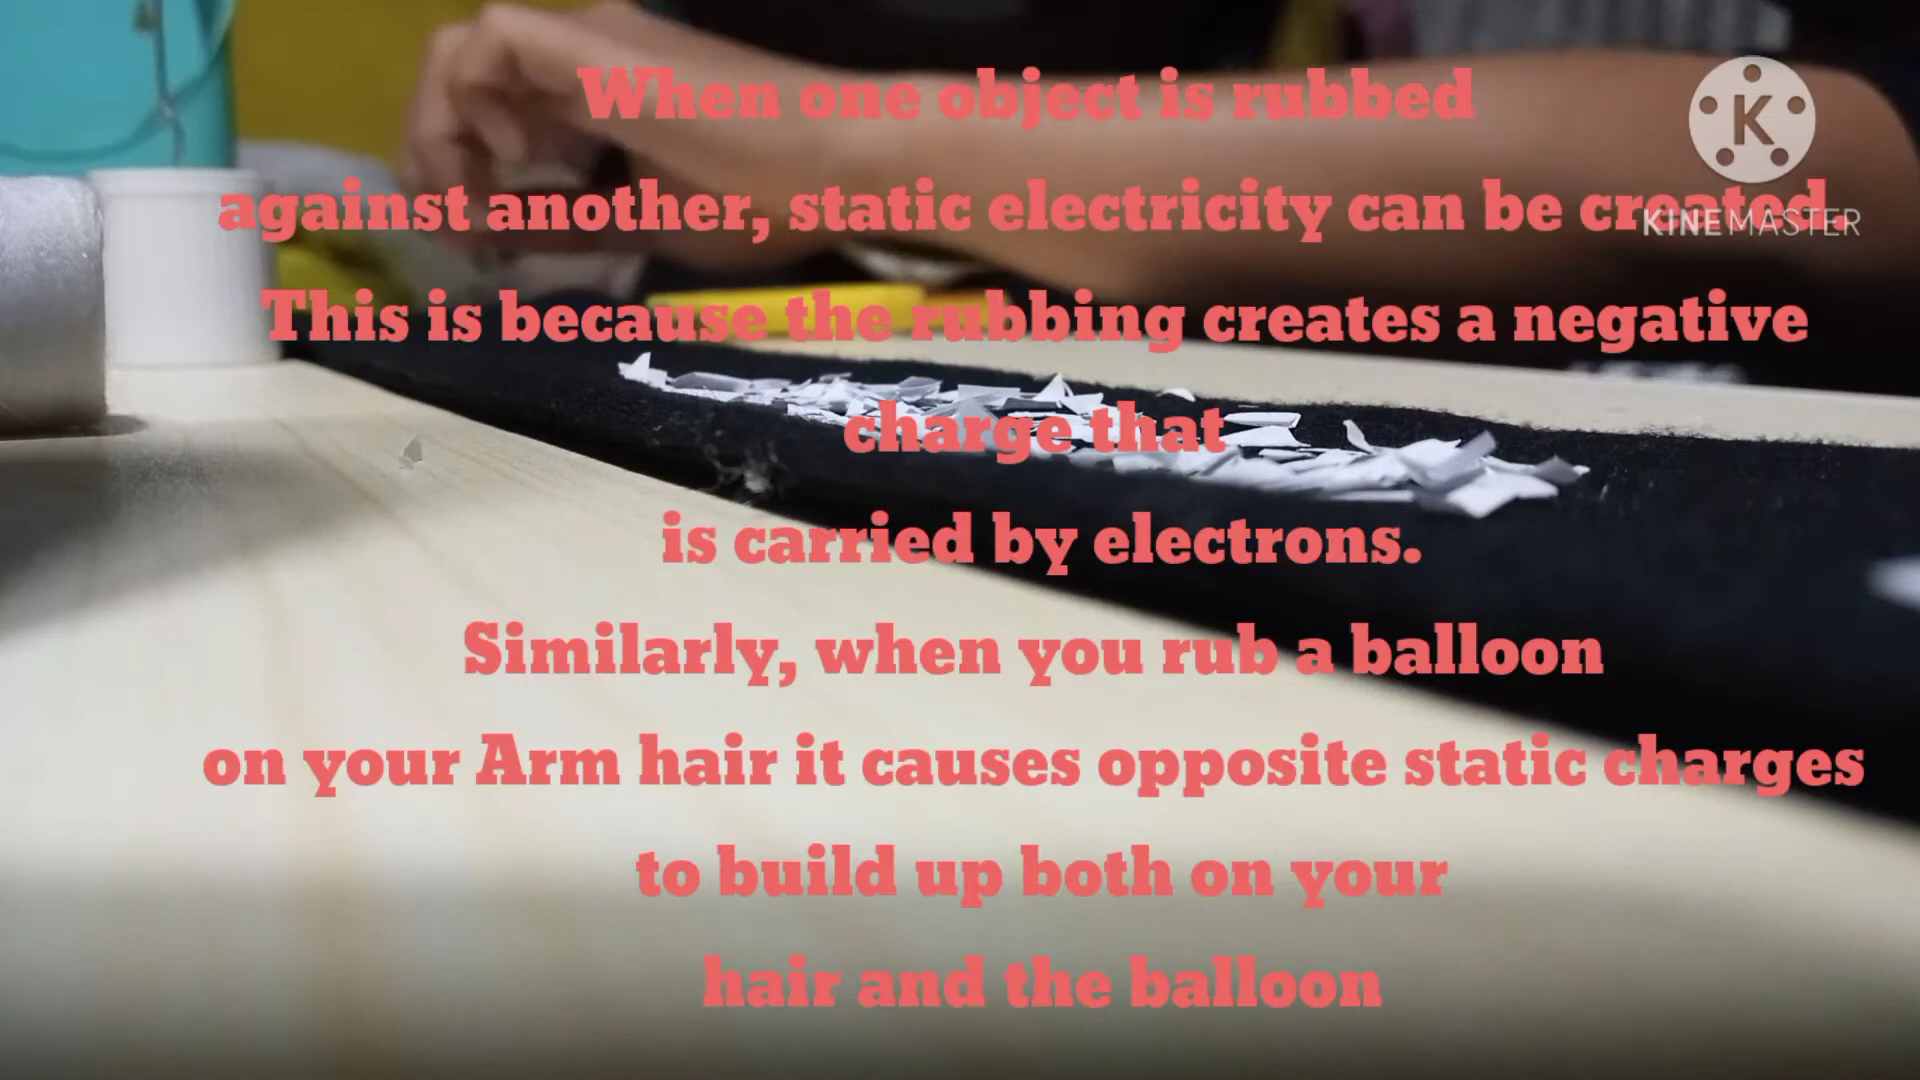 When one object is rubbed
against another, static electricity can be created.
This is because the rubbing creates a negative
charge that
is carried by electrons.
Similarly, when you rub a balloon
on your Arm hair it causes opposite static charges
to build up both on your
hair and the balloon
K
KINEMASTER